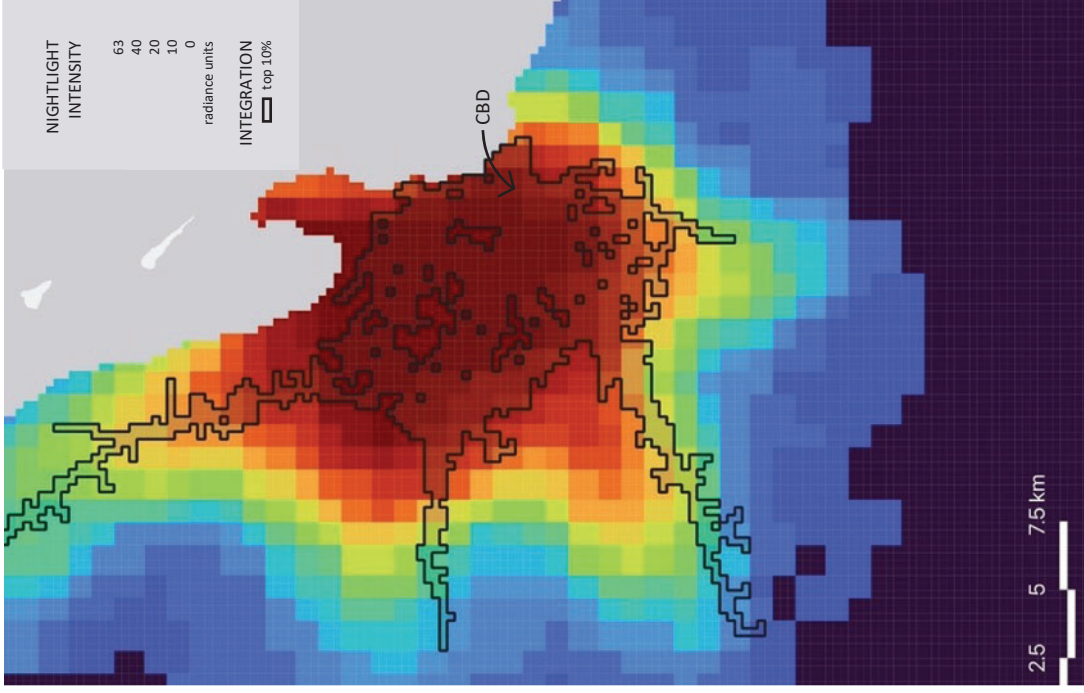 NIGHTLIGHT
INTENSITY
63
40
20
10
0
radiance units
INTEGRATION
top 10%
CBD
2.5 5 7.5 km